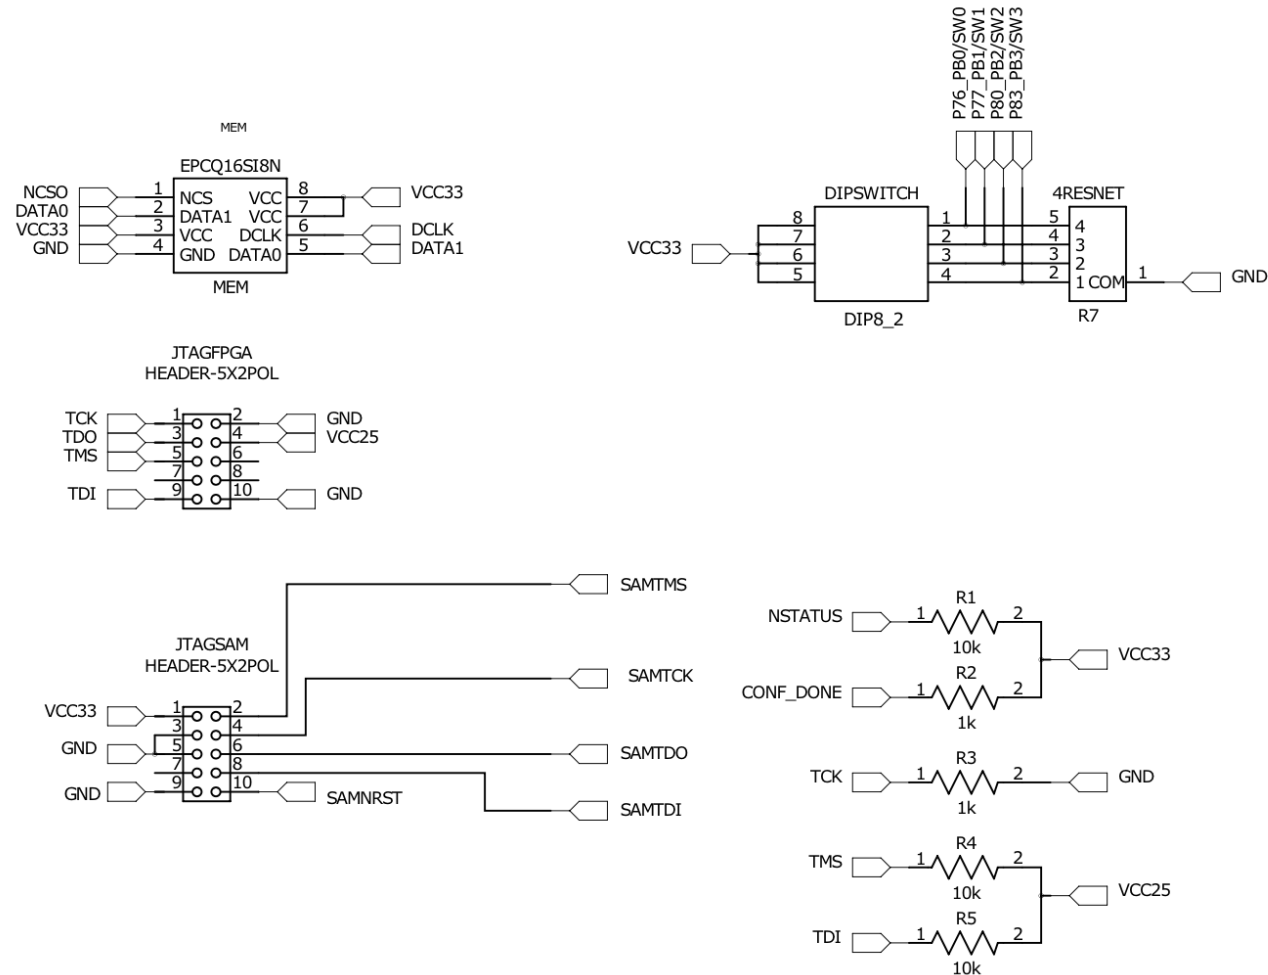 P76_PB0/SW0
P77_PB1/SW1
P80_PB2/SW2
P83_PB3/SW3
MEM
EPCQ16SI8N
NCSO 1 NCS VCC 8 VCC33
DATA0 2 DATA1 VCC 7
VCC33 3 VCC DCLK 6 DCLK
GND 4 GND DATA0 5 DATA1
MEM
DIPSWITCH 4RESNET
8 1 5 4
7 2 4 3
VCC33 6 3 3 2
5 4 2 1 COM 1 GND
DIP8_2 R7
JTAGFPGA
HEADER-5X2POL
TCK 1 2 GND
TDO 3 4 VCC25
TMS 5 6
7 8
TDI 9 10 GND
SAMTMS
JTAGSAM
HEADER-5X2POL
SAMTCK
VCC33 1 2
3 4
GND 5 6 SAMTDO
7 8
GND 9 10 SAMNRST
SAMTDI
R1
NSTATUS 1 2
10k
VCC33
R2
CONF_DONE 1 2
1k
R3
TCK 1 2 GND
1k
R4
TMS 1 2
10k
VCC25
R5
TDI 1 2
10k